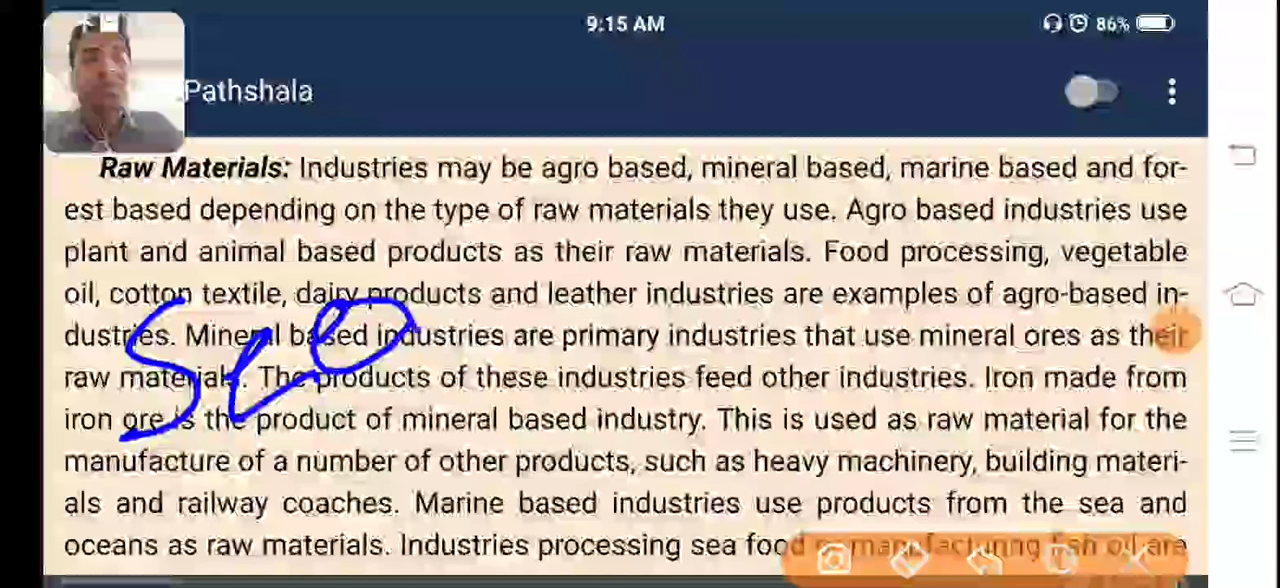 9:15 AM
86%
Pathshala
Raw Materials: Industries may be agro based, mineral based, marine based and for-
est based depending on the type of raw materials they use. Agro based industries use
plant and animal based products as their raw materials. Food processing, vegetable
oil, cotton textile, dairy products and leather industries are examples of agro-based in-
dustries. Mineral based industries are primary industries that use mineral ores as their
raw materials. The products of these industries feed other industries. Iron made from
iron ore is the product of mineral based industry. This is used as raw material for the
manufacture of a number of other products, such as heavy machinery, building materi-
als and railway coaches. Marine based industries use products from the sea and
oceans as raw materials. Industries processing sea food or manufacturing fish oil are